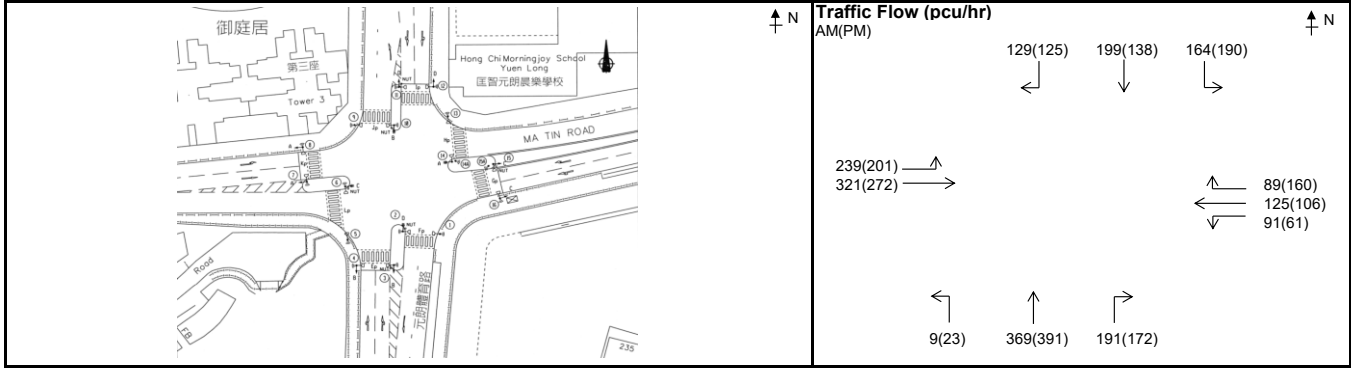 御庭居
第三座
Tower 3
Hong Chi Morningjoy School
Yuen Long
匡智元朗晨樂學校
MA TIN ROAD
元朗體育路
Road
FB
235
N
Traffic Flow (pcu/hr)
AM(PM)
N
129(125) 199(138) 164(190)
239(201)
321(272)
89(160)
125(106)
91(61)
9(23) 369(391) 191(172)